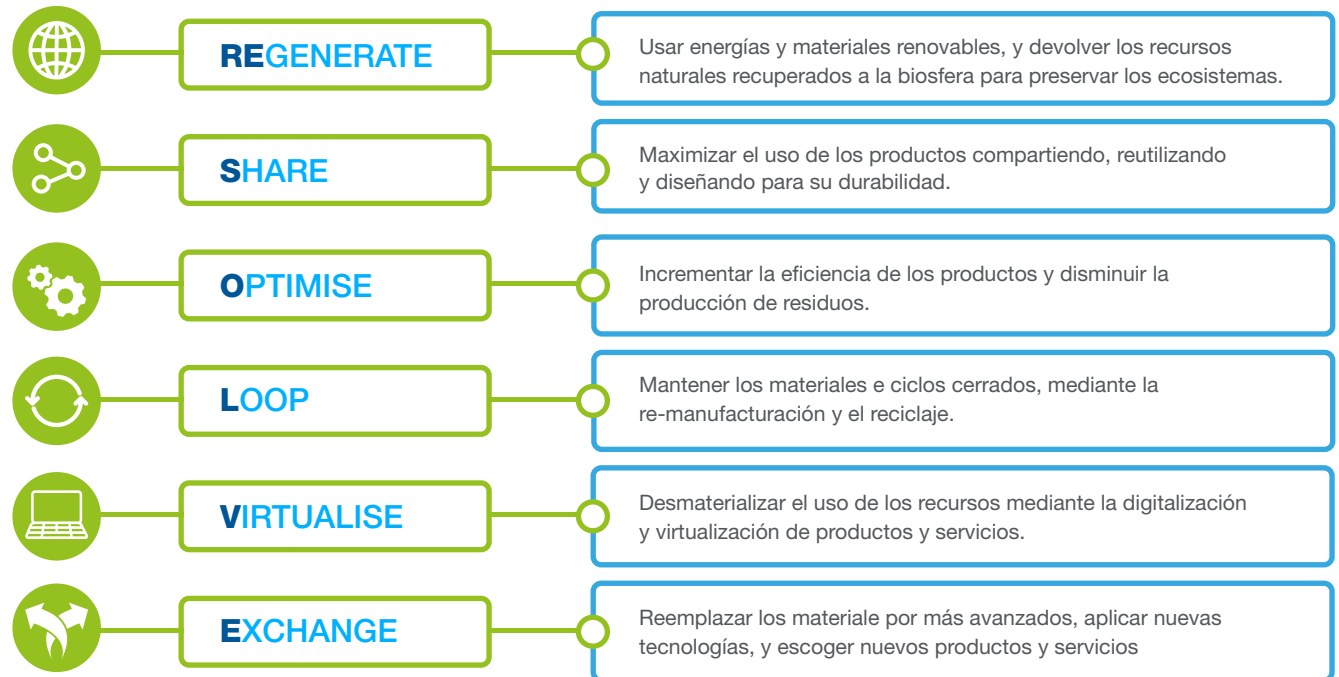 REGENERATE
Usar energías y materiales renovables, y devolver los recursos
naturales recuperados a la biosfera para preservar los ecosistemas.
SHARE
Maximizar el uso de los productos compartiendo, reutilizando
y diseñando para su durabilidad.
OPTIMISE
Incrementar la eficiencia de los productos y disminuir la
producción de residuos.
LOOP
Mantener los materiales e ciclos cerrados, mediante la
re-manufacturación y el reciclaje.
VIRTUALISE
Desmaterializar el uso de los recursos mediante la digitalización
y virtualización de productos y servicios.
EXCHANGE
Reemplazar los materiale por más avanzados, aplicar nuevas
tecnologías, y escoger nuevos productos y servicios